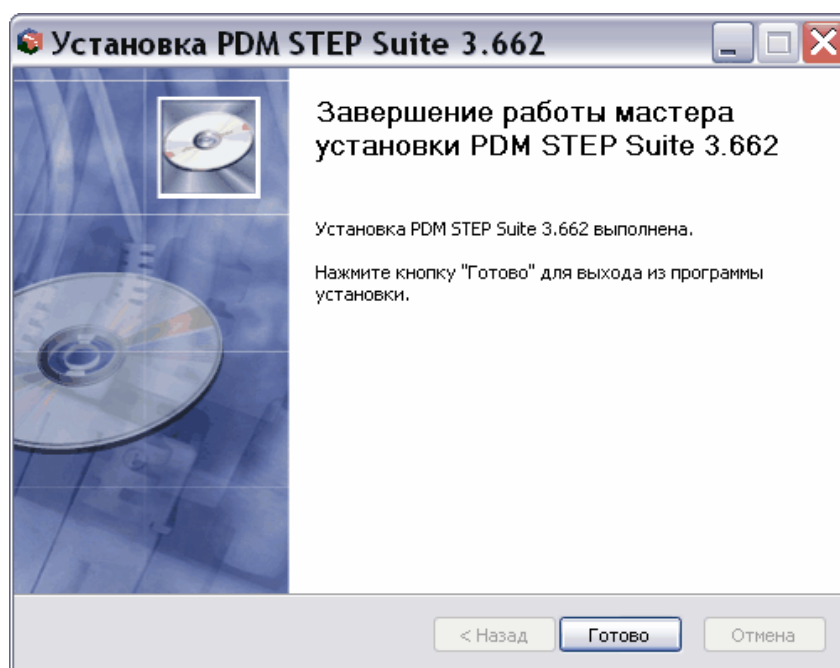 Установка PDM STEP Suite 3.662
Завершение работы мастера
установки PDM STEP Suite 3.662
Установка PDM STEP Suite 3.662 выполнена.
Нажмите кнопку "Готово" для выхода из программы
установки.
< Назад
Готово
Отмена